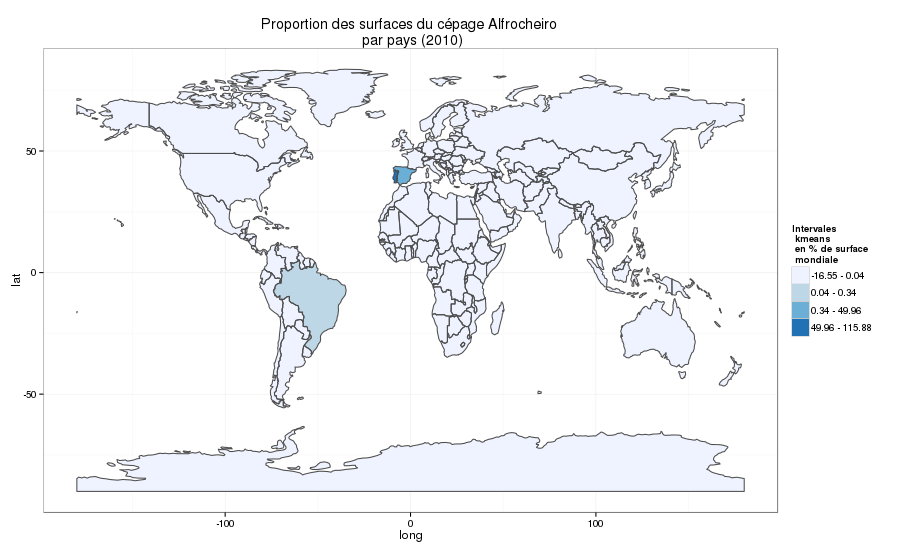 Proportion des surfaces du cépage Alfrocheiro
par pays (2010)
50
0
-50
lat
-100
0
100
long
Intervales
kmeans
en % de surface
mondiale
-16.55 - 0.04
0.04 - 0.34
0.34 - 49.96
49.96 - 115.88